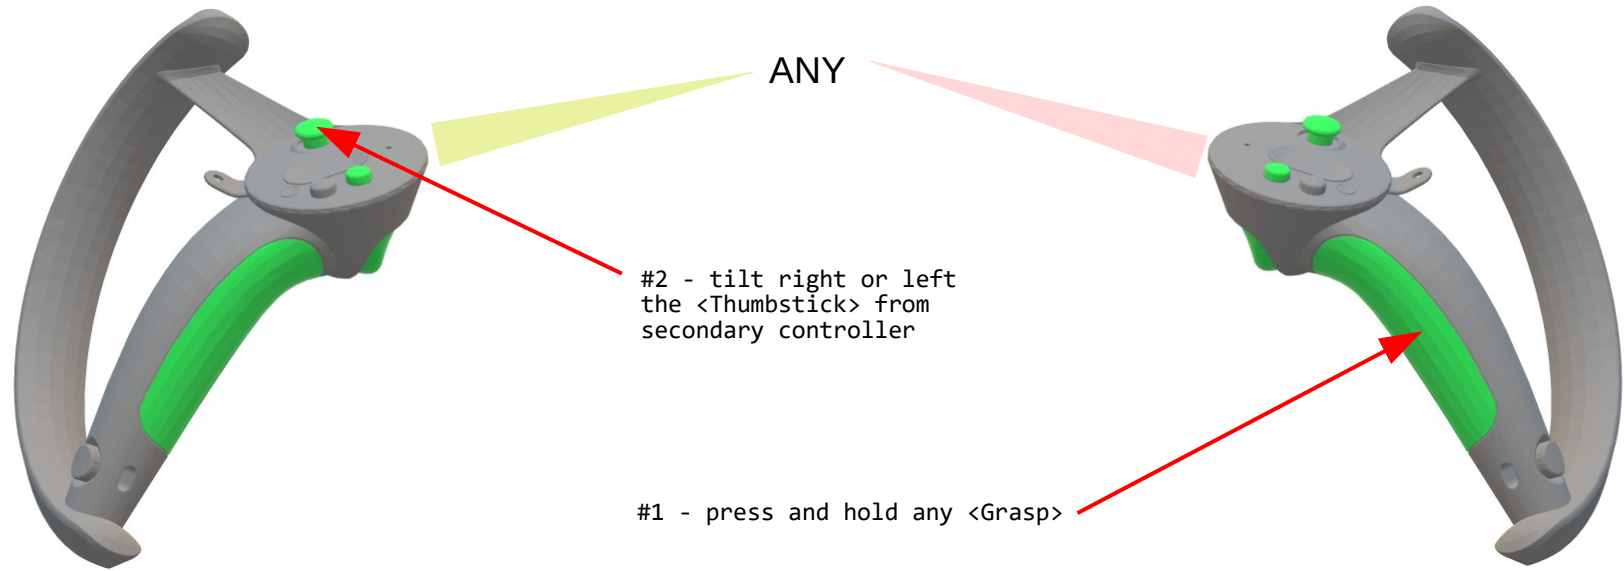 ANY
#2 - tilt right or left
the <Thumbstick> from
secondary controller
#1 - press and hold any <Grasp>